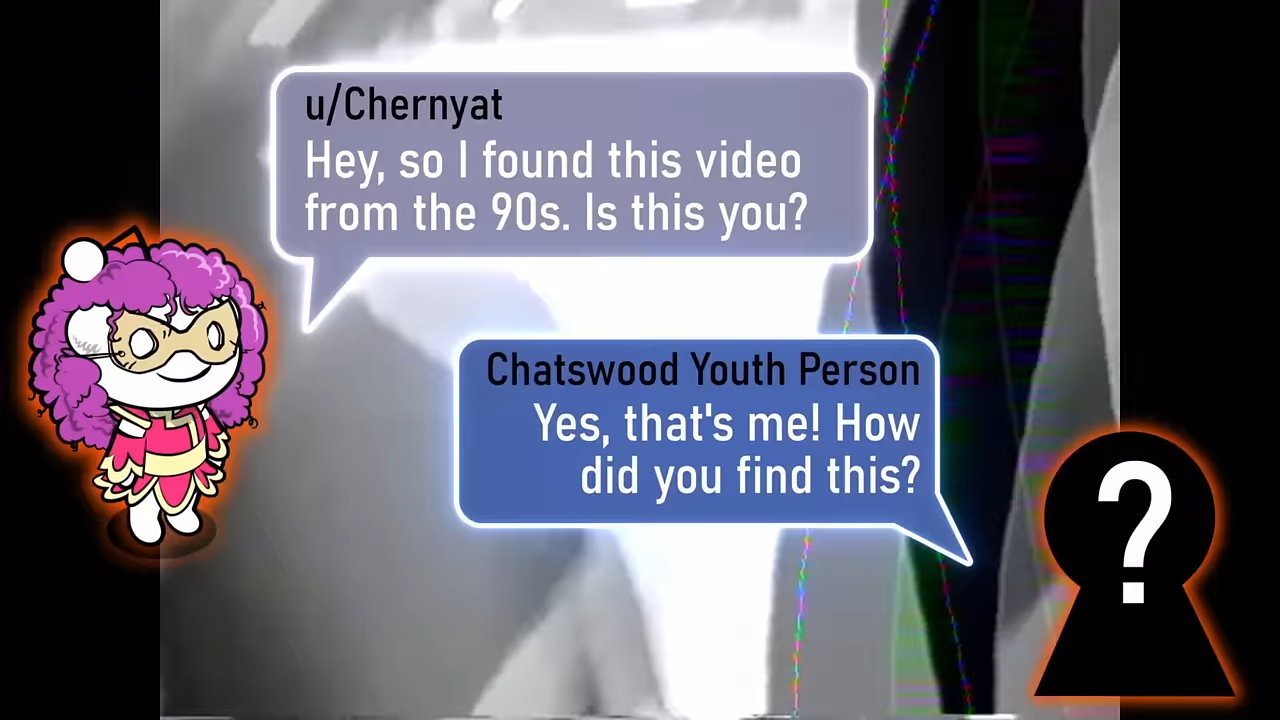 u/Chernyat
Hey, so I found this video
from the 90s. Is this you?
Chatswood Youth Person
Yes, that's me! How
did you find this?
?